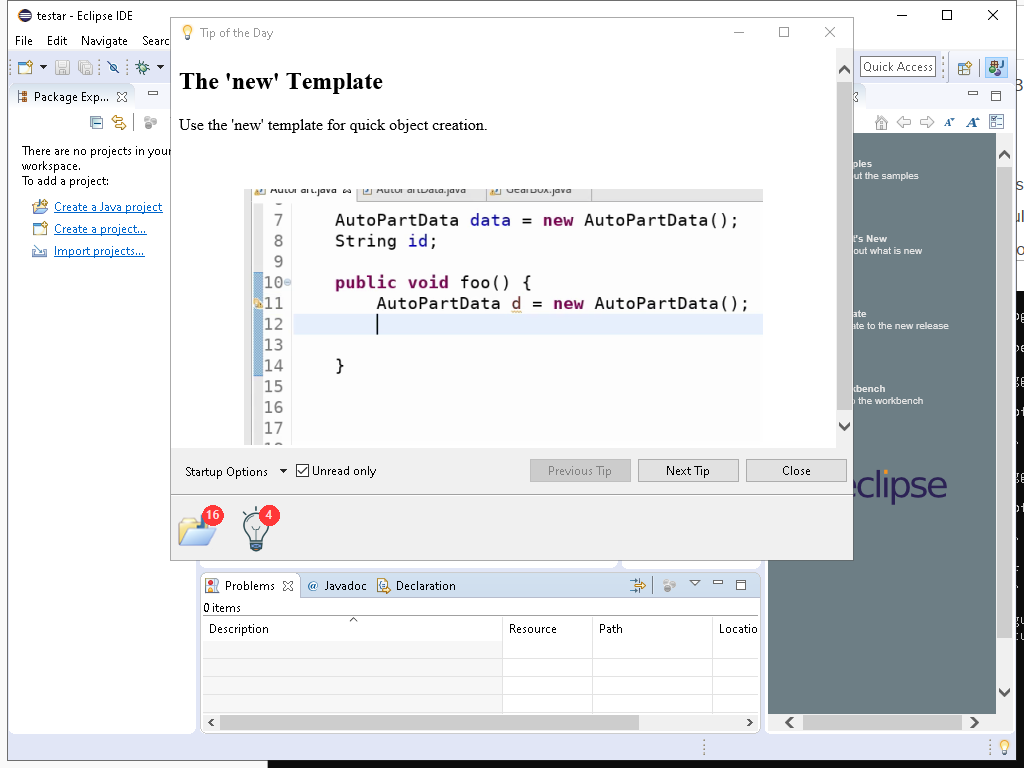 testar - Eclipse IDE
File Edit Navigate Searc
Tip of the Day
The 'new' Template
Use the 'new' template for quick object creation.
AutoPart.java AutoPartData.java GearBox.java
7 AutoPartData data = new AutoPartData();
8 String id;
9
10 public void foo() {
11 AutoPartData d = new AutoPartData();
12
13
14 }
15
16
17
Startup Options Unread only Previous Tip Next Tip Close
16 4
Quick Access
Package Exp...
There are no projects in your
workspace.
To add a project:
Create a Java project
Create a project...
Import projects...
ples
out the samples
t's New
out what is new
ate
ate to the new release
kbench
the workbench
eclipse
Problems @ Javadoc Declaration
0 items
Description Resource Path Locatio